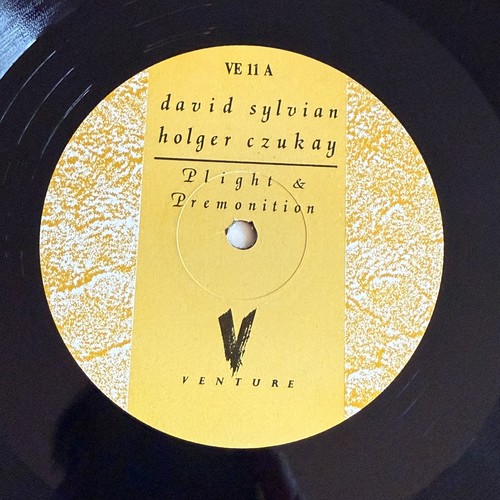 VE 11 A
david sylvian
holger czukay
Plight &
Premonition
V
VENTURE